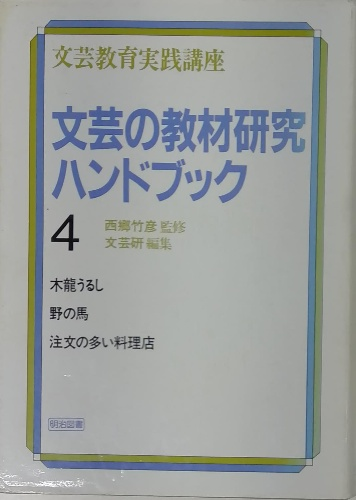 文芸教育実践講座
文芸の教材研究
ハンドブック
4
西郷竹彦 監修
文芸研 編集
木龍うるし
野の馬
注文の多い料理店
明治図書